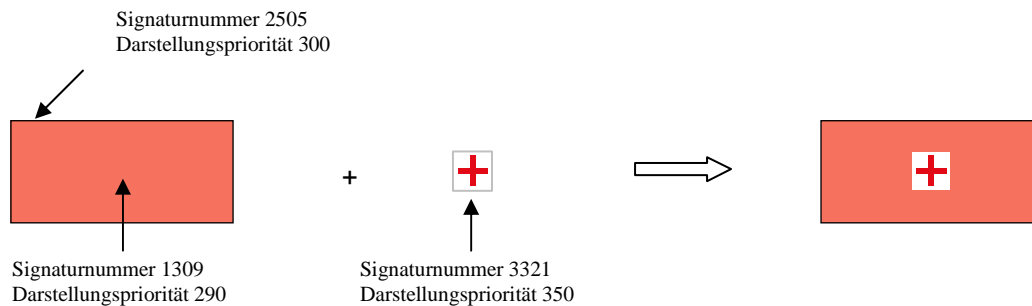 Signaturnummer 2505
Darstellungspriorität 300
+
Signaturnummer 1309
Darstellungspriorität 290
Signaturnummer 3321
Darstellungspriorität 350